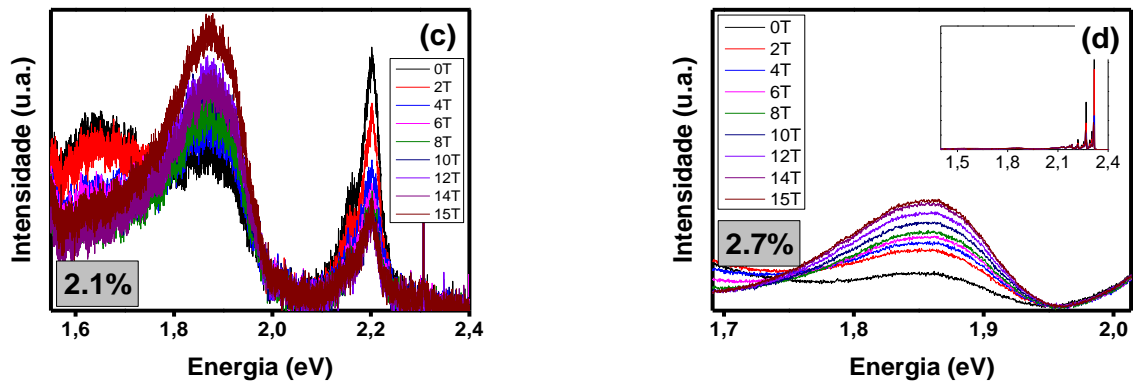 Intensidade (u.a.)
(c)
0T
2T
4T
6T
8T
10T
12T
14T
15T
2.1%
1,6 1,8 2,0 2,2 2,4
Energia (eV)
Intensidade (u.a.)
(d)
0T
2T
4T
6T
8T
10T
12T
14T
15T
1,5 1,8 2,1 2,4
2.7%
1,7 1,8 1,9 2,0
Energia (eV)